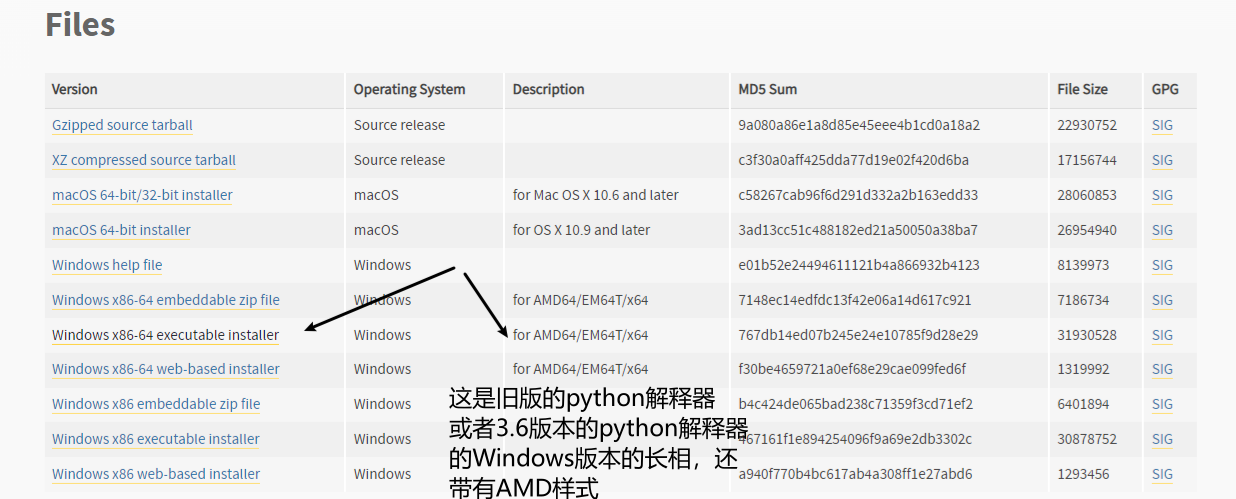 Files
Version Operating System Description MD5 Sum File Size GPG
Gzipped source tarball Source release 9a080a86e1a8d85e45eee4b1cd0a18a2 22930752 SIG
XZ compressed source tarball Source release c3f30a0aff425dda77d19e02f420d6ba 17156744 SIG
macOS 64-bit/32-bit installer macOS for Mac OS X 10.6 and later c58267cab96f6d291d332a2b163edd33 28060853 SIG
macOS 64-bit installer macOS for OS X 10.9 and later 3ad13cc51c488182ed21a50050a38ba7 26954940 SIG
Windows help file Windows e01b52e24494611121b4a866932b4123 8139973 SIG
Windows x86-64 embeddable zip file Windows for AMD64/EM64T/x64 7148ec14edfdc13f42e06a14d617c921 7186734 SIG
Windows x86-64 executable installer Windows for AMD64/EM64T/x64 767db14ed07b245e24e10785f9d28e29 31930528 SIG
Windows x86-64 web-based installer Windows for AMD64/EM64T/x64 f30be4659721a0ef68e29cae099fed6f 1319992 SIG
Windows x86 embeddable zip file Windows b4c424de065bad238c71359f3cd71ef2 6401894 SIG
Windows x86 executable installer Windows 467161f1e894254096f9a69e2db3302c 30878752 SIG
Windows x86 web-based installer Windows a940f770b4bc617ab4a308ff1e27abd6 1293456 SIG
这是旧版的python解释器
或者3.6版本的python解释器
的Windows版本的长相，还
带有AMD样式